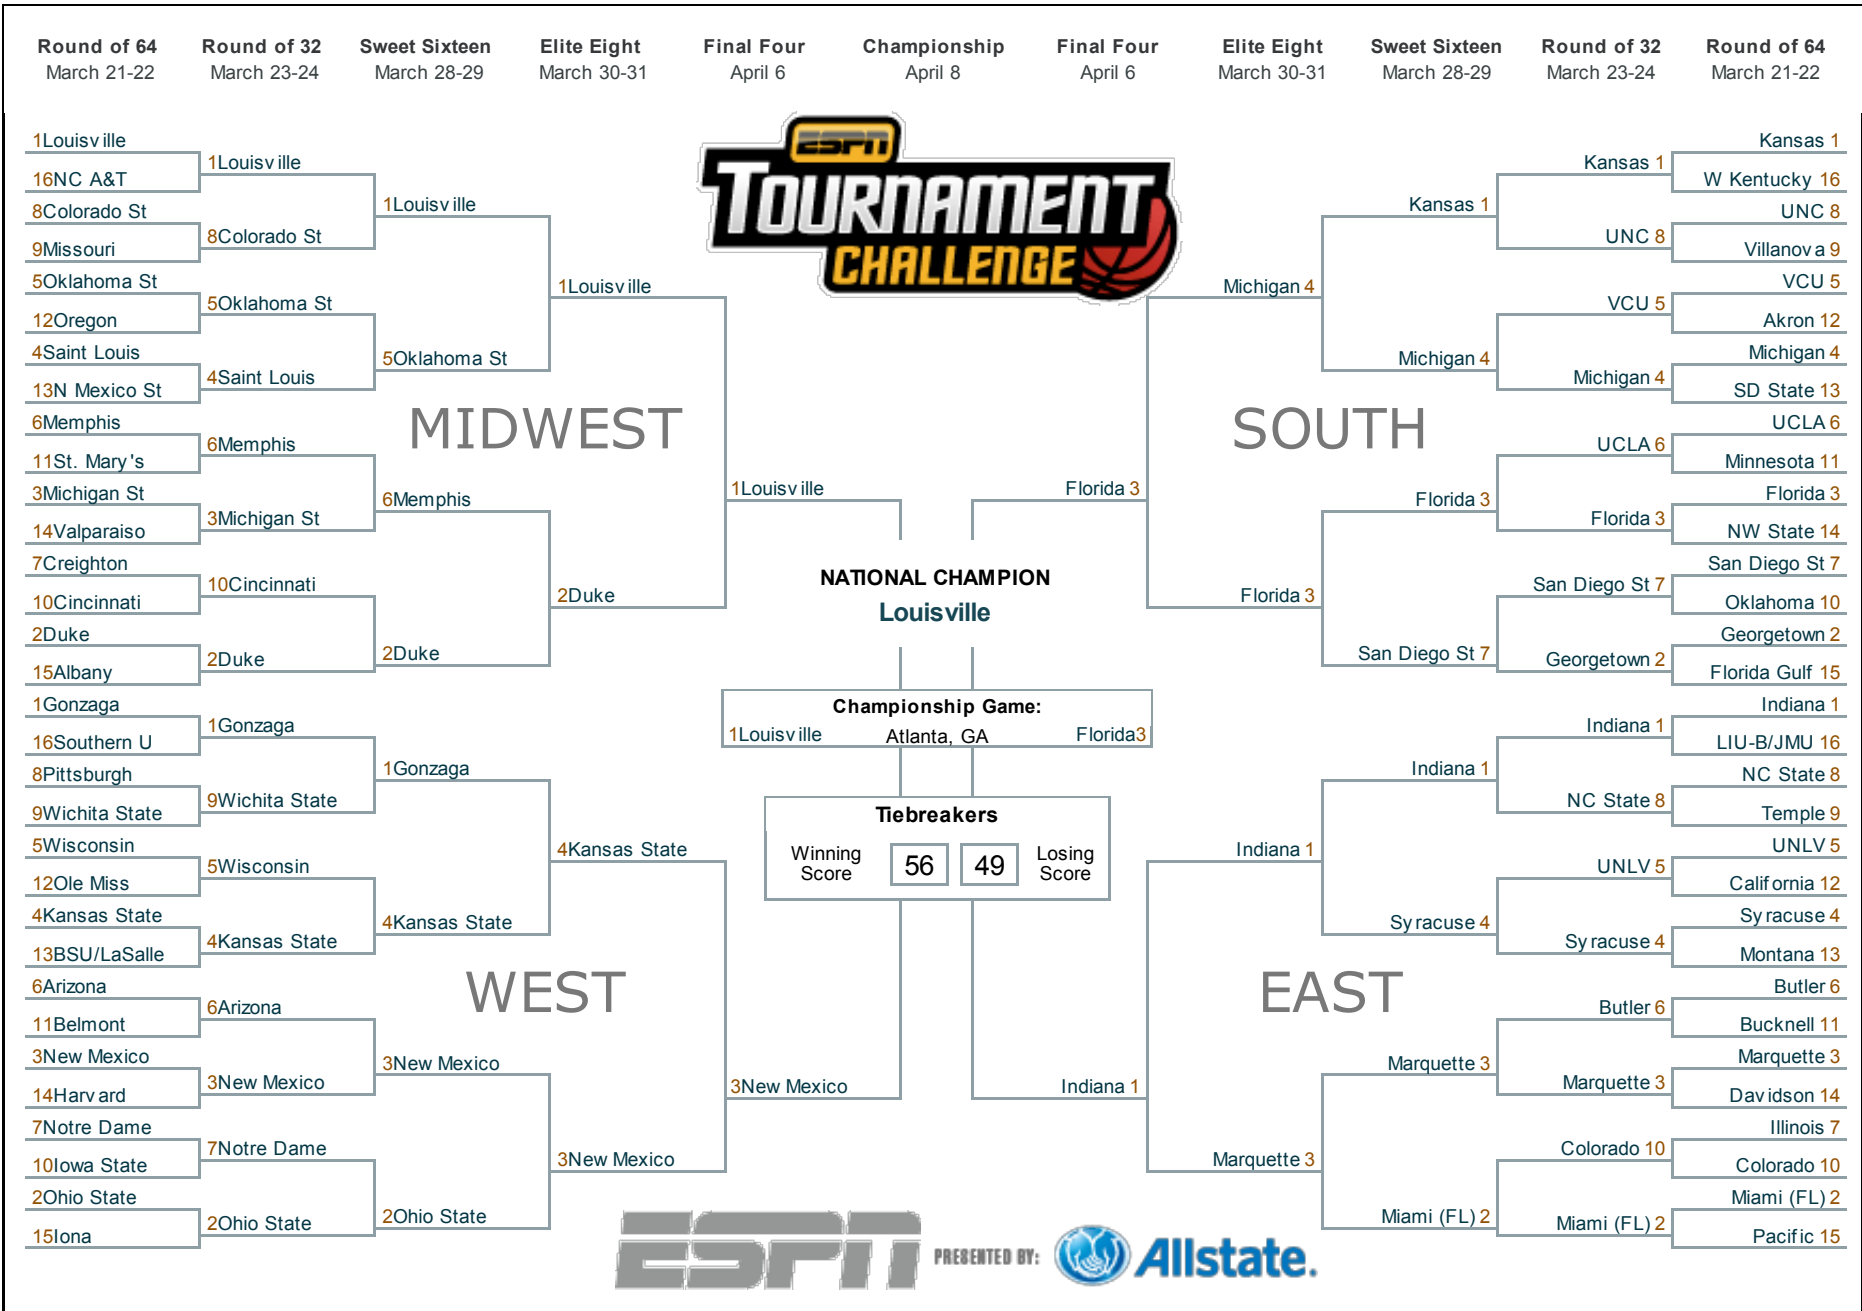 Round of 64 Round of 32 Sweet Sixteen Elite Eight Final Four Championship Final Four Elite Eight Sweet Sixteen Round of 32 Round of 64
March 21-22 March 23-24 March 28-29 March 30-31 April 6 April 8 April 6 March 30-31 March 28-29 March 23-24 March 21-22
ESPN
TOURNAMENT
CHALLENGE
1Louisville
16NC A&T
8Colorado St
9Missouri
5Oklahoma St
12Oregon
4Saint Louis
13N Mexico St
6Memphis
11St. Mary's
3Michigan St
14Valparaiso
7Creighton
10Cincinnati
2Duke
15Albany
1Gonzaga
16Southern U
8Pittsburgh
9Wichita State
5Wisconsin
12Ole Miss
4Kansas State
13BSU/LaSalle
6Arizona
11Belmont
3New Mexico
14Harvard
7Notre Dame
10Iowa State
2Ohio State
15Iona
1Louisville
8Colorado St
5Oklahoma St
4Saint Louis
6Memphis
3Michigan St
10Cincinnati
2Duke
1Gonzaga
9Wichita State
5Wisconsin
4Kansas State
6Arizona
3New Mexico
7Notre Dame
2Ohio State
1Louisville
5Oklahoma St
6Memphis
2Duke
1Gonzaga
4Kansas State
3New Mexico
2Ohio State
MIDWEST
WEST
1Louisville
2Duke
4Kansas State
3New Mexico
1Louisville
3New Mexico
NATIONAL CHAMPION
Louisville
Championship Game:
1Louisville Atlanta, GA Florida3
Tiebreakers
Winning Score 56 49 Losing Score
Florida 3
Indiana 1
Michigan 4
Florida 3
Indiana 1
Marquette 3
SOUTH
EAST
Kansas 1
Michigan 4
Florida 3
San Diego St 7
Indiana 1
Syracuse 4
Marquette 3
Miami (FL) 2
Kansas 1
UNC 8
VCU 5
Michigan 4
UCLA 6
Florida 3
San Diego St 7
Georgetown 2
Indiana 1
NC State 8
UNLV 5
Syracuse 4
Butler 6
Marquette 3
Colorado 10
Miami (FL) 2
Kansas 1
W Kentucky 16
UNC 8
Villanova 9
VCU 5
Akron 12
Michigan 4
SD State 13
UCLA 6
Minnesota 11
Florida 3
NW State 14
San Diego St 7
Oklahoma 10
Georgetown 2
Florida Gulf 15
Indiana 1
LIU-B/JMU 16
NC State 8
Temple 9
UNLV 5
California 12
Syracuse 4
Montana 13
Butler 6
Bucknell 11
Marquette 3
Davidson 14
Illinois 7
Colorado 10
Miami (FL) 2
Pacific 15
ESPN PRESENTED BY: Allstate.